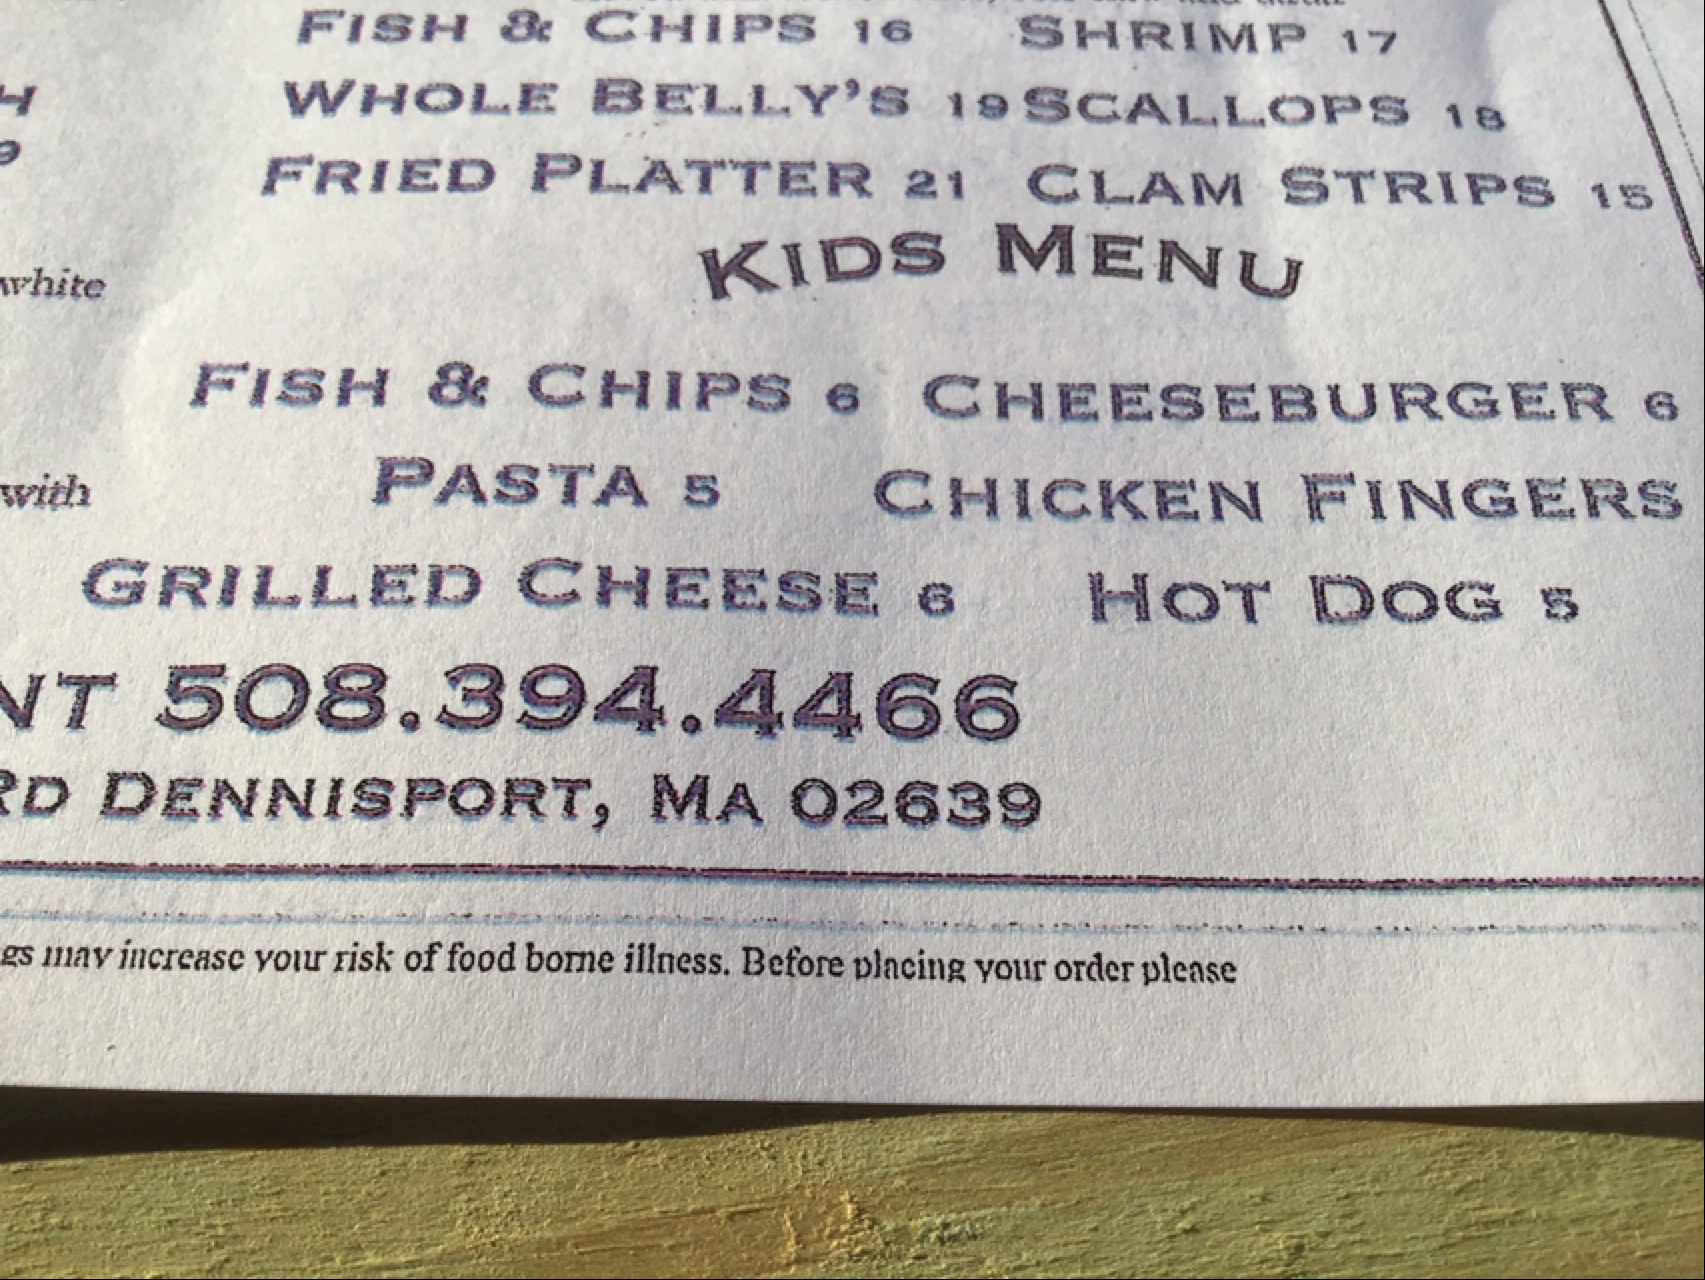 FISH & CHIPS 16 SHRIMP 17
WHOLE BELLY'S 19 SCALLOPS 18
FRIED PLATTER 21 CLAM STRIPS 15
KIDS MENU
white
FISH & CHIPS 6 CHEESEBURGER 6
with
PASTA 5 CHICKEN FINGERS
GRILLED CHEESE 6 HOT DOG 5
NT 508.394.4466
RD DENNISPORT, MA 02639
gs may increase your risk of food borne illness. Before placing your order please